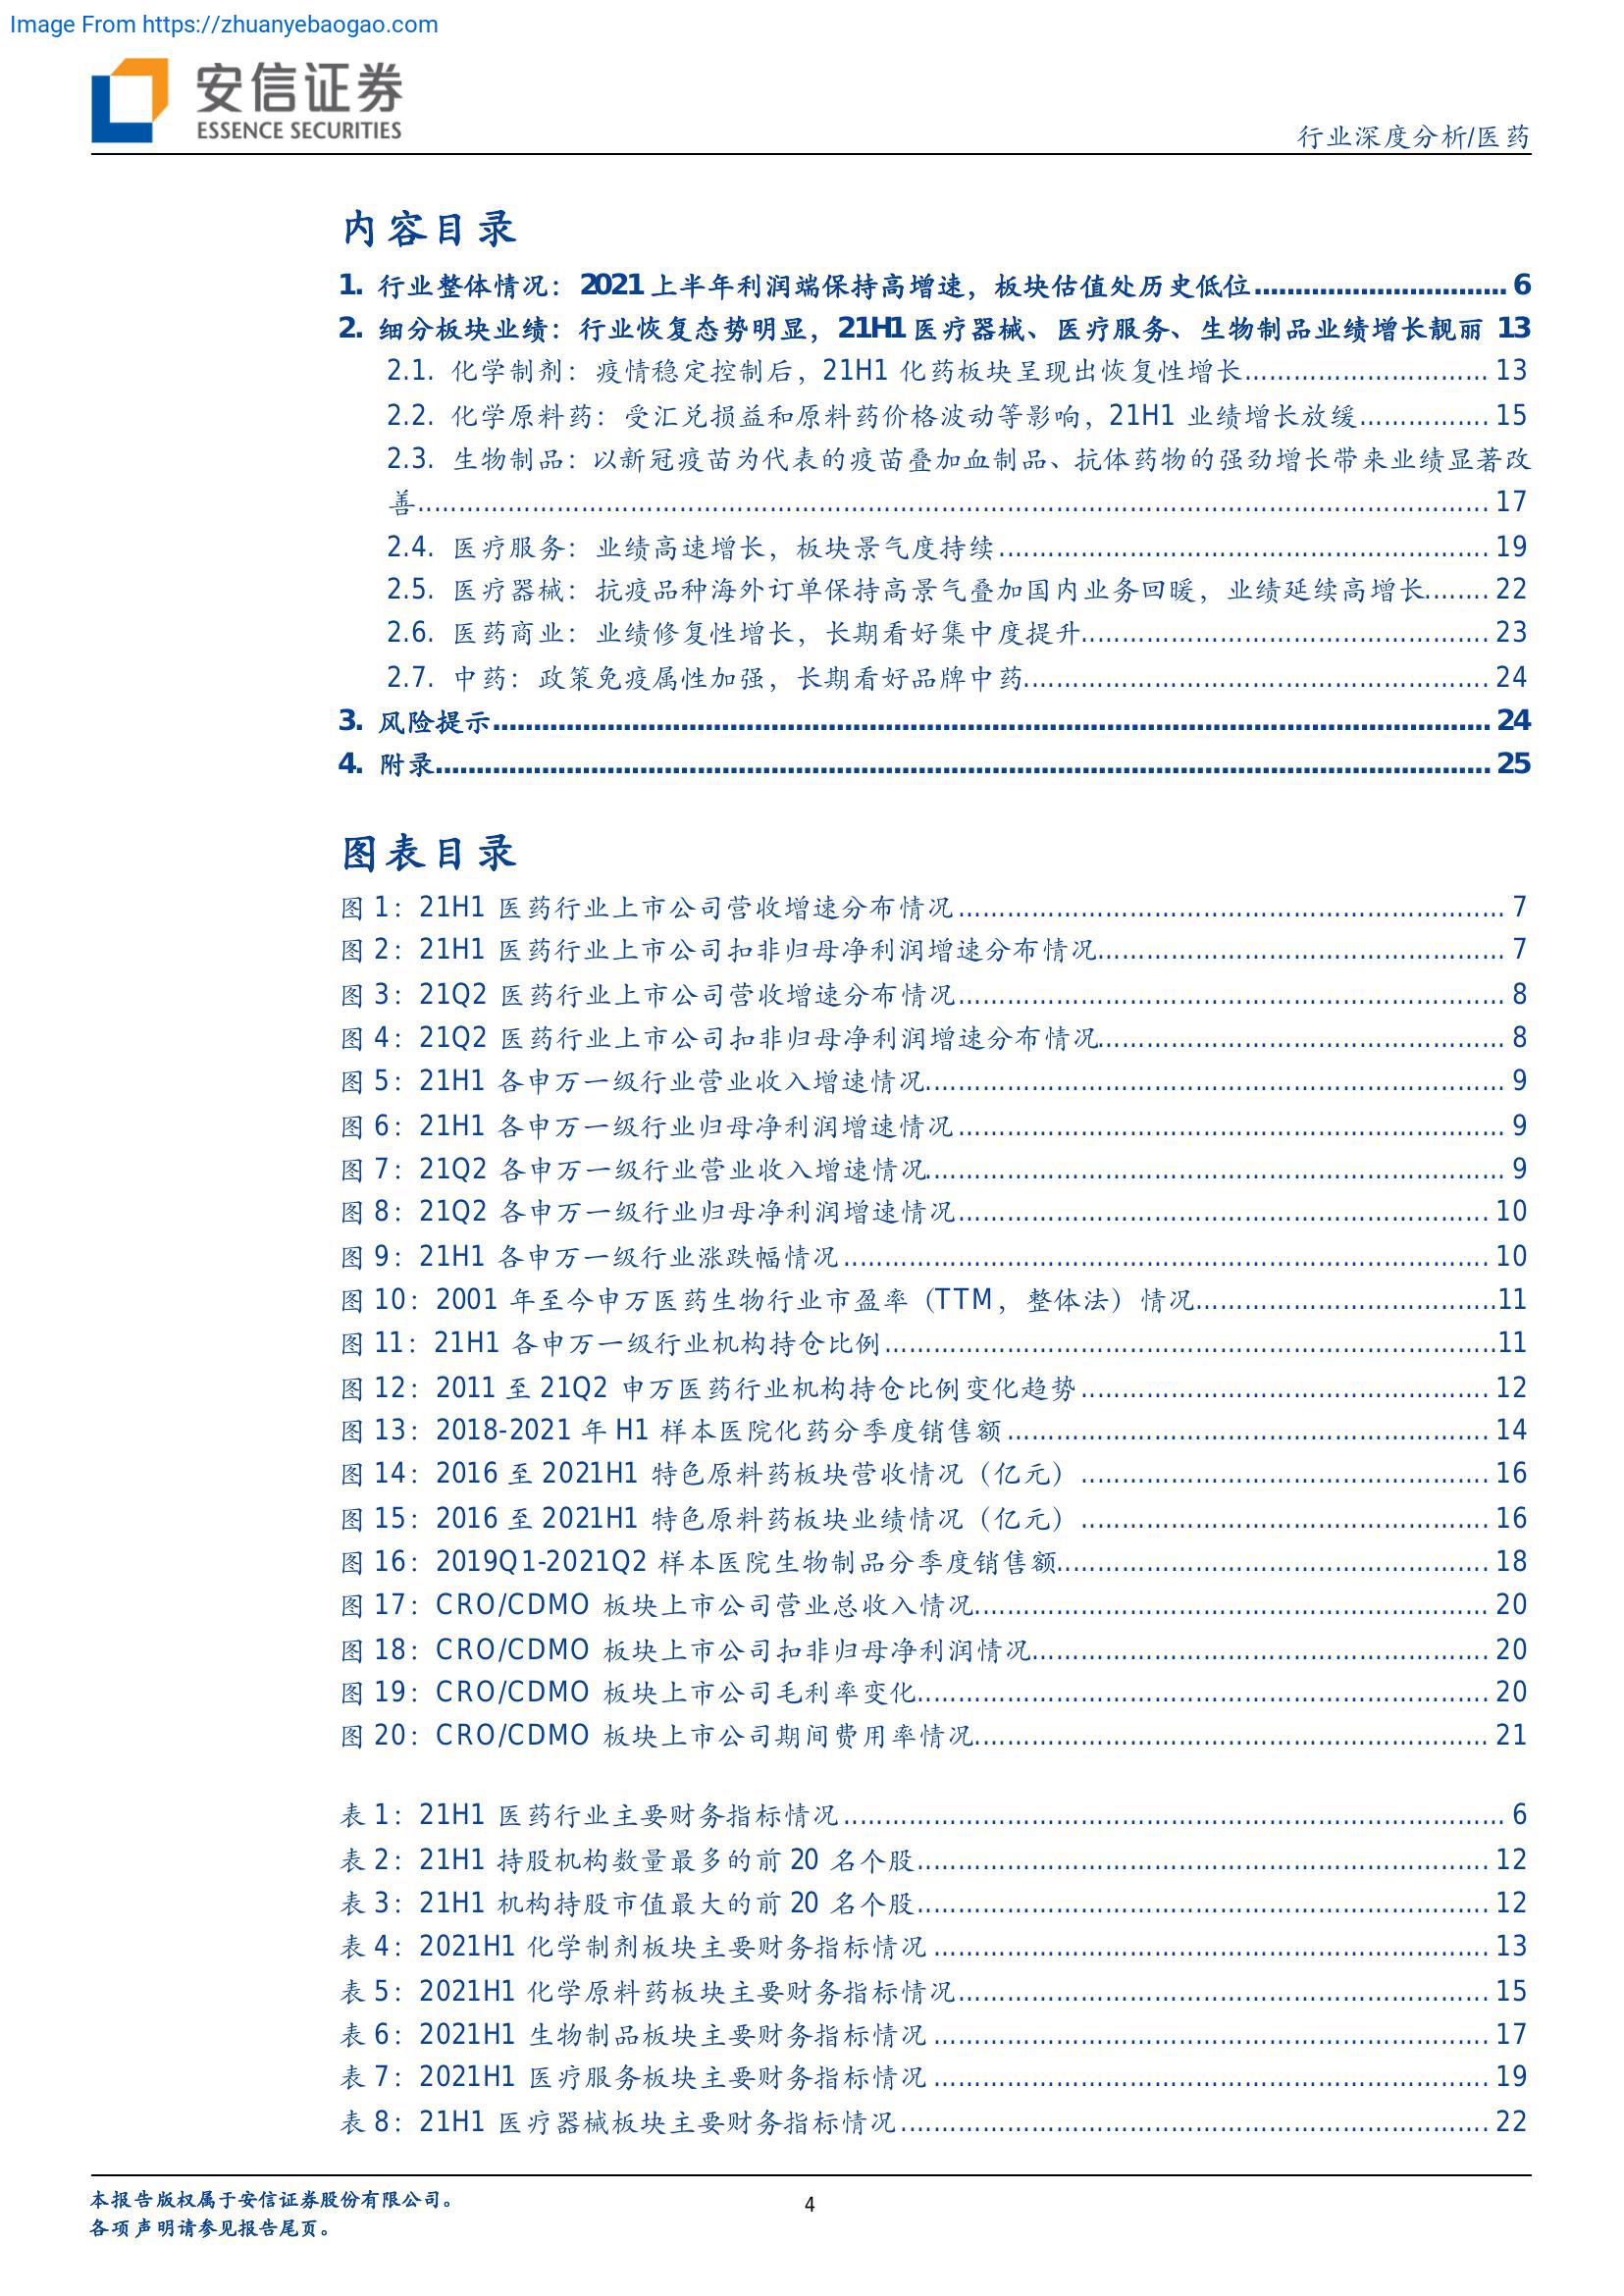 Image From https://zhuanyebaogao.com
安信证券
ESSENCE SECURITIES
行业深度分析/医药
内容目录
1. 行业整体情况：2021 上半年利润端保持高增速，板块估值处历史低位.............................. 6
2. 细分板块业绩：行业恢复态势明显，21H1 医疗器械、医疗服务、生物制品业绩增长靓丽 13
2.1. 化学制剂：疫情稳定控制后，21H1 化药板块呈现出恢复性增长.............................. 13
2.2. 化学原料药：受汇兑损益和原料药价格波动等影响，21H1 业绩增长放缓................ 15
2.3. 生物制品：以新冠疫苗为代表的疫苗叠加血制品、抗体药物的强劲增长带来业绩显著改
善.................................................................................................................................... 17
2.4. 医疗服务：业绩高速增长，板块景气度持续............................................................ 19
2.5. 医疗器械：抗疫品种海外订单保持高景气叠加国内业务回暖，业绩延续高增长........ 22
2.6. 医药商业：业绩修复性增长，长期看好集中度提升.................................................. 23
2.7. 中药：政策免疫属性加强，长期看好品牌中药......................................................... 24
3. 风险提示......................................................................................................................... 24
4. 附录................................................................................................................................ 25
图表目录
图 1：21H1 医药行业上市公司营收增速分布情况................................................................... 7
图 2：21H1 医药行业上市公司扣非归母净利润增速分布情况.................................................. 7
图 3：21Q2 医药行业上市公司营收增速分布情况................................................................... 8
图 4：21Q2 医药行业上市公司扣非归母净利润增速分布情况.................................................. 8
图 5：21H1 各申万一级行业营业收入增速情况....................................................................... 9
图 6：21H1 各申万一级行业归母净利润增速情况................................................................... 9
图 7：21Q2 各申万一级行业营业收入增速情况....................................................................... 9
图 8：21Q2 各申万一级行业归母净利润增速情况................................................................. 10
图 9：21H1 各申万一级行业涨跌幅情况............................................................................... 10
图 10：2001 年至今申万医药生物行业市盈率（TTM，整体法）情况.....................................11
图 11：21H1 各申万一级行业机构持仓比例...........................................................................11
图 12：2011 至 21Q2 申万医药行业机构持仓比例变化趋势.................................................. 12
图 13：2018-2021 年 H1 样本医院化药分季度销售额........................................................... 14
图 14：2016 至 2021H1 特色原料药板块营收情况（亿元）.................................................. 16
图 15：2016 至 2021H1 特色原料药板块业绩情况（亿元）.................................................. 16
图 16：2019Q1-2021Q2 样本医院生物制品分季度销售额..................................................... 18
图 17：CRO/CDMO 板块上市公司营业总收入情况............................................................... 20
图 18：CRO/CDMO 板块上市公司扣非归母净利润情况........................................................ 20
图 19：CRO/CDMO 板块上市公司毛利率变化...................................................................... 20
图 20：CRO/CDMO 板块上市公司期间费用率情况............................................................... 21
表 1：21H1 医药行业主要财务指标情况................................................................................. 6
表 2：21H1 持股机构数量最多的前 20 名个股...................................................................... 12
表 3：21H1 机构持股市值最大的前 20 名个股...................................................................... 12
表 4：2021H1 化学制剂板块主要财务指标情况.................................................................... 13
表 5：2021H1 化学原料药板块主要财务指标情况................................................................. 15
表 6：2021H1 生物制品板块主要财务指标情况.................................................................... 17
表 7：2021H1 医疗服务板块主要财务指标情况.................................................................... 19
表 8：21H1 医疗器械板块主要财务指标情况........................................................................ 22
本报告版权属于安信证券股份有限公司。
各项声明请参见报告尾页。
4